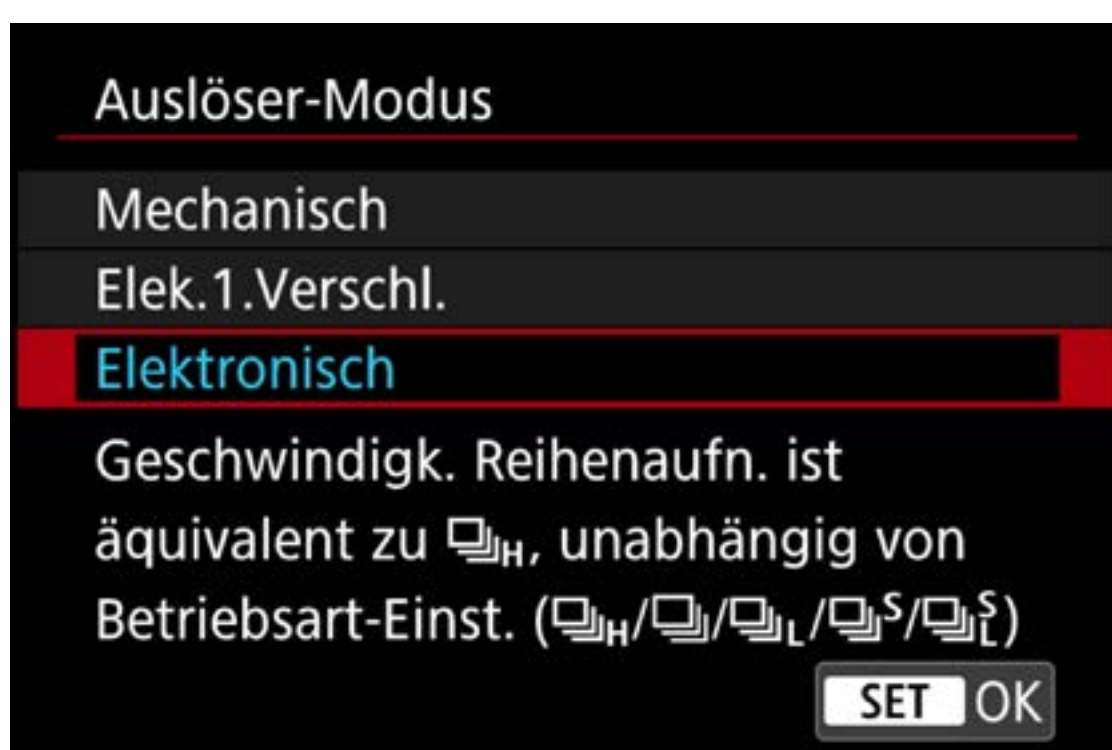 Auslöser-Modus
Mechanisch
Elek.1.Verschl.
Elektronisch
Geschwindigk. Reihenaufn. ist
äquivalent zu H, unabhängig von
Betriebsart-Einst. (H/ /L/S/SL)
SET OK